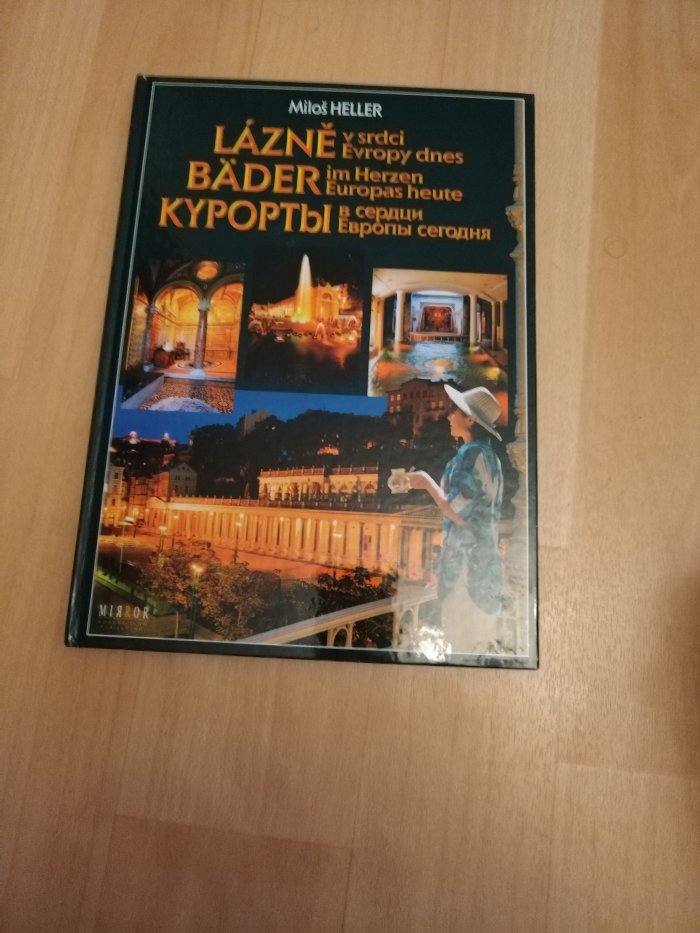 Miloš HELLER
LÁZNĚ v srdci Evropy dnes
BÄDER im Herzen Europas heute
КУРОРТЫ в сердци Европы сегодня
MIRROR